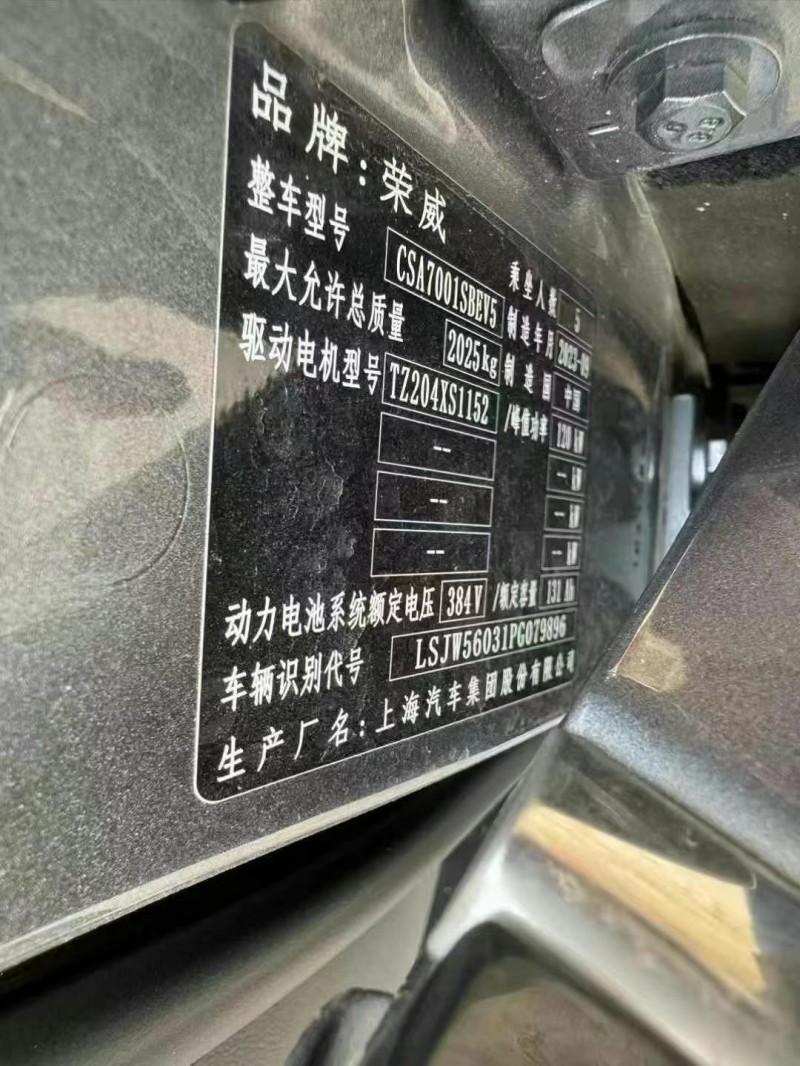 品牌：荣威
整车型号 CSA7001SBEV5 乘坐人数 5
最大允许总质量 2025kg 制造年月 2023-09
驱动电机型号 TZ204XS1152 制造国 中国
/峰值功率 120 kW
-- -- kW
-- -- kW
-- -- kW
动力电池系统额定电压 384V /额定容量 131 Ah
车辆识别代号 LSJW56031PG079896
生产厂名：上海汽车集团股份有限公司
8.8